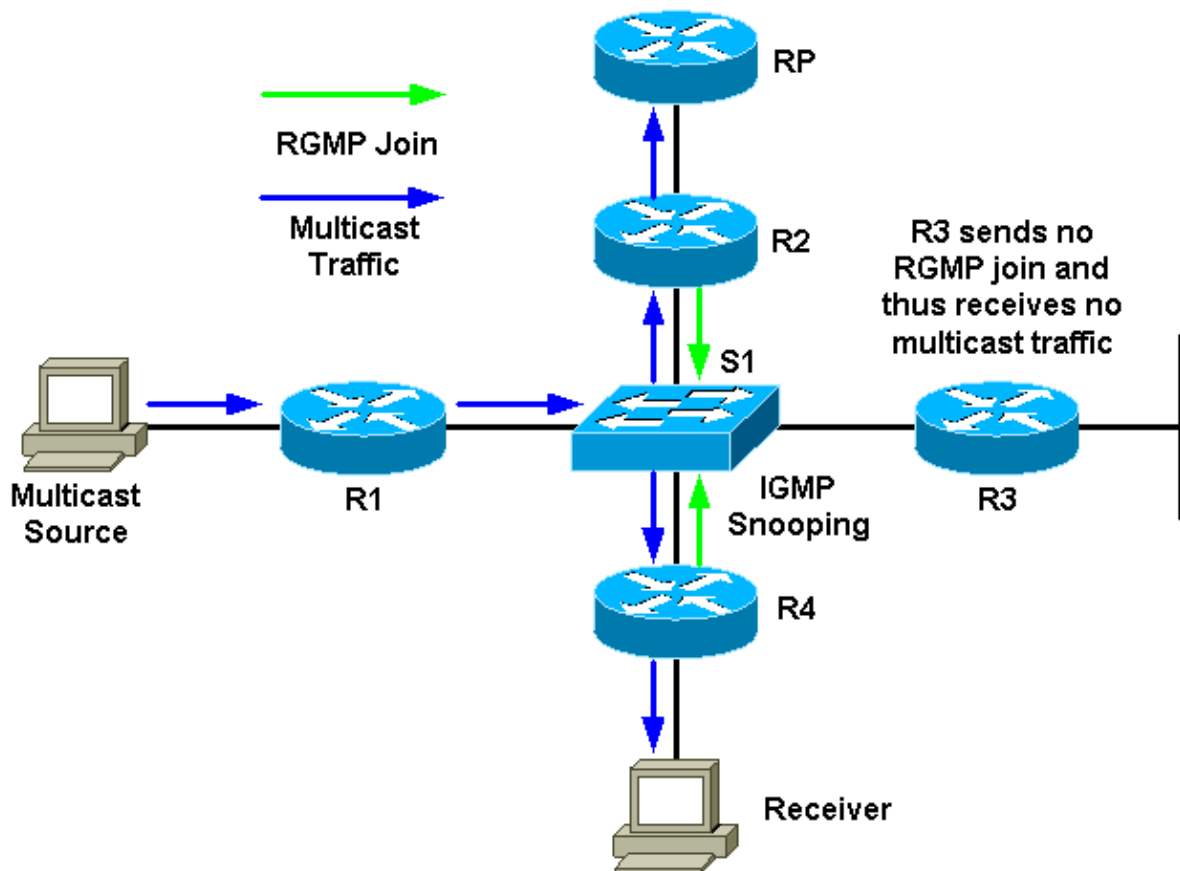 RP
RGMP Join
Multicast
Traffic
R2
R3 sends no
RGMP join and
thus receives no
multicast traffic
S1
Multicast
Source
R1
IGMP
Snooping
R3
R4
Receiver